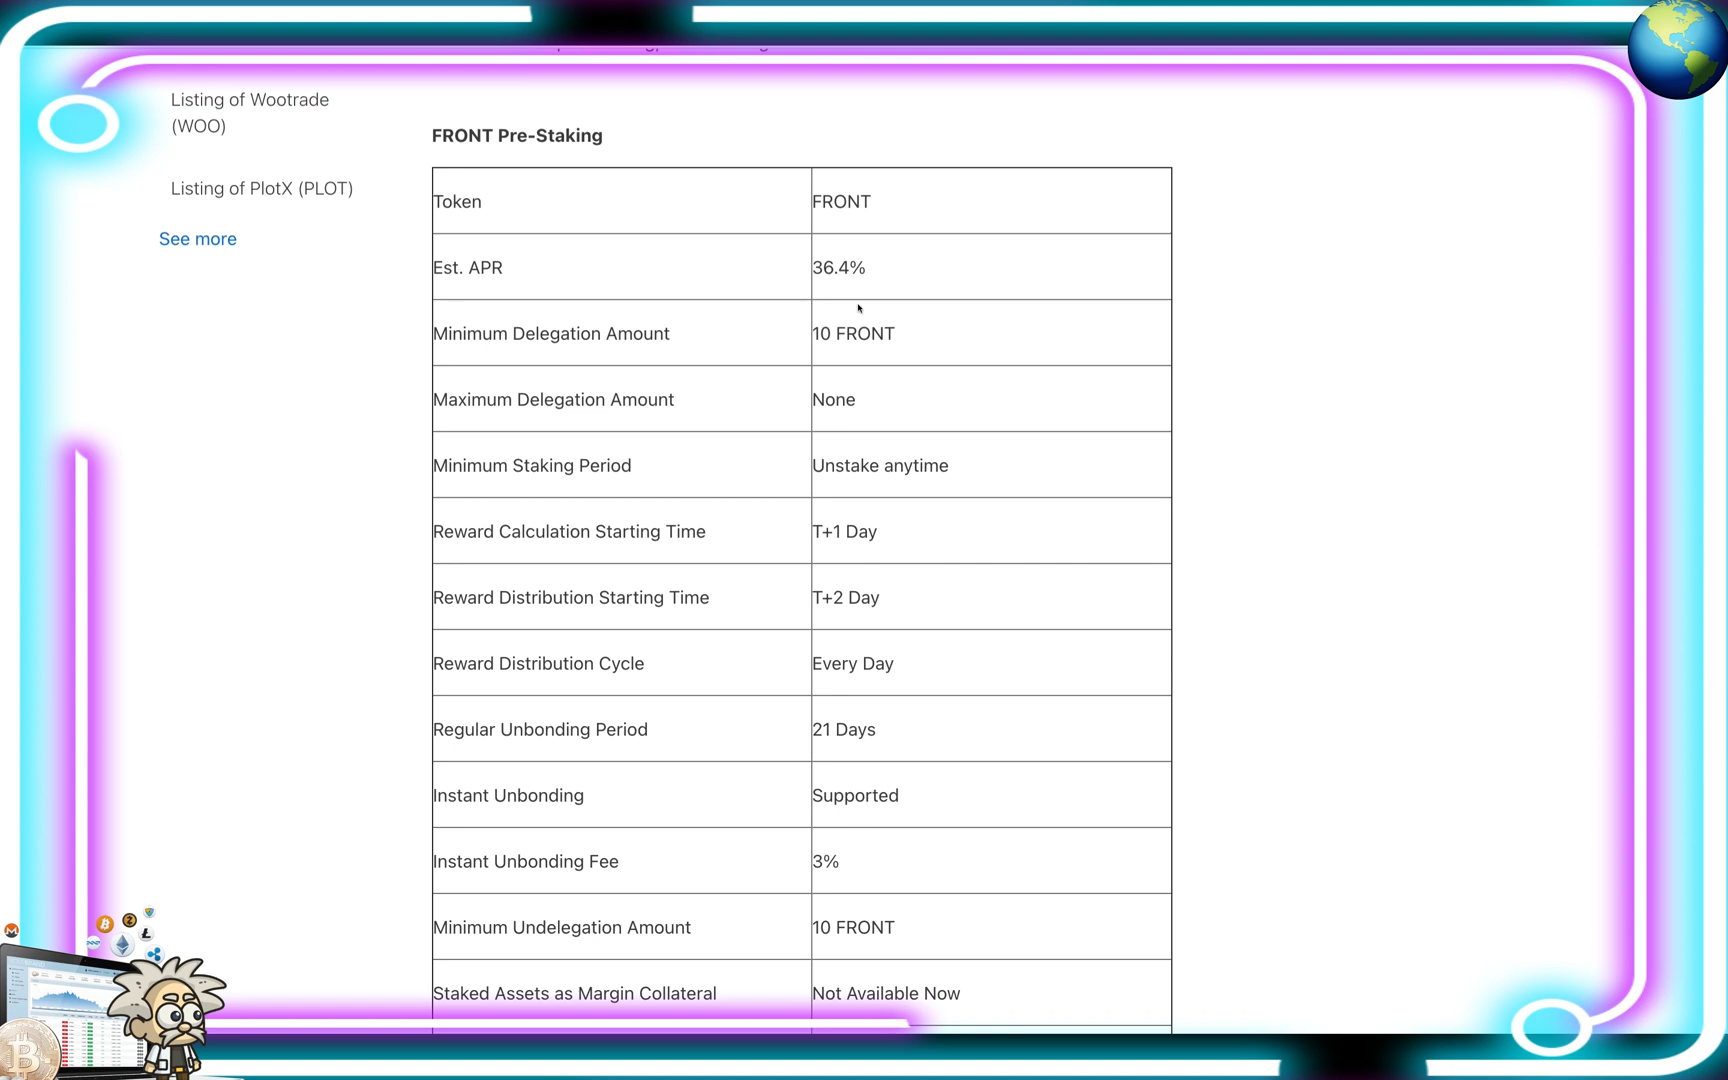 Listing of Wootrade
(WOO)
Listing of PlotX (PLOT)
See more
FRONT Pre-Staking
Token FRONT
Est. APR 36.4%
Minimum Delegation Amount 10 FRONT
Maximum Delegation Amount None
Minimum Staking Period Unstake anytime
Reward Calculation Starting Time T+1 Day
Reward Distribution Starting Time T+2 Day
Reward Distribution Cycle Every Day
Regular Unbonding Period 21 Days
Instant Unbonding Supported
Instant Unbonding Fee 3%
Minimum Undelegation Amount 10 FRONT
Staked Assets as Margin Collateral Not Available Now